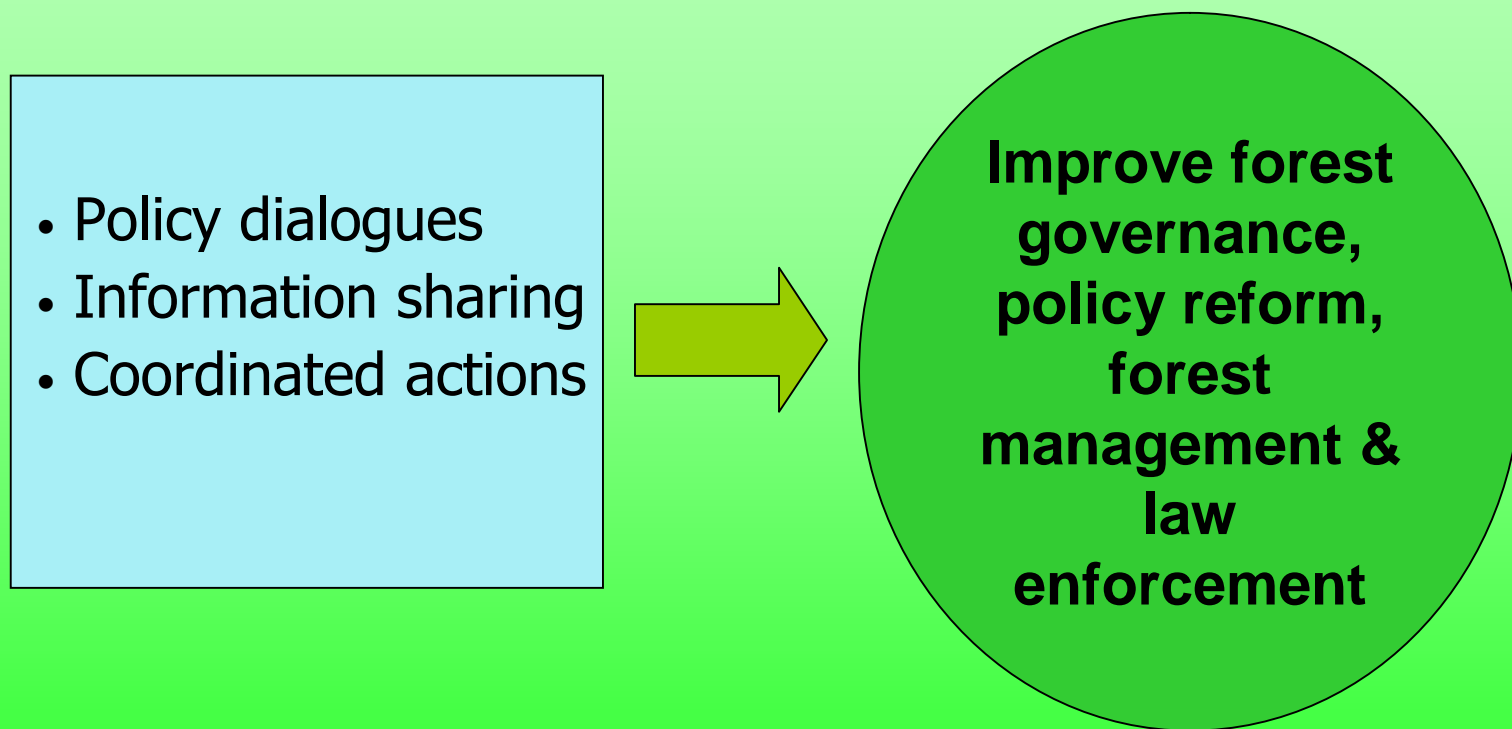 • Policy dialogues
• Information sharing
• Coordinated actions
Improve forest
governance,
policy reform,
forest
management &
law
enforcement